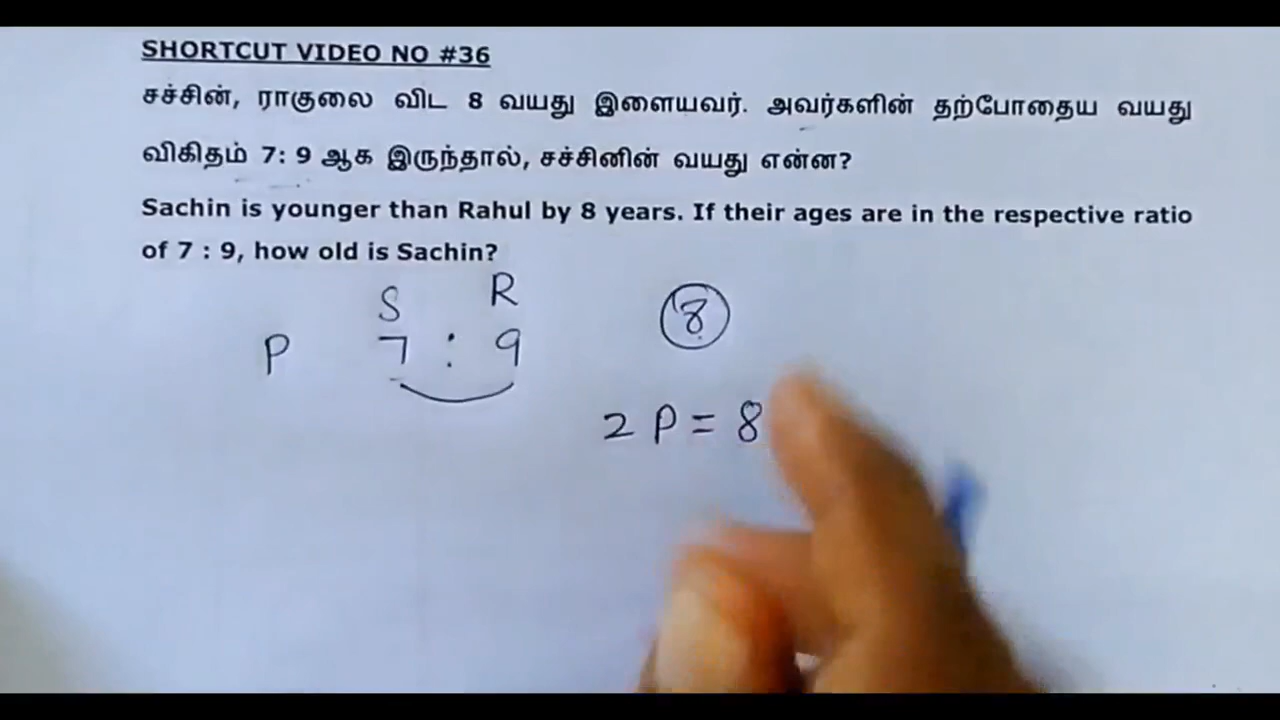 SHORTCUT VIDEO NO #36
சச்சின், ராகுலை விட 8 வயது இளையவர். அவர்களின் தற்போதைய வயது
விகிதம் 7: 9 ஆக இருந்தால், சச்சினின் வயது என்ன?
Sachin is younger than Rahul by 8 years. If their ages are in the respective ratio
of 7 : 9, how old is Sachin?
S R 8
P 7 : 9
2 P = 8